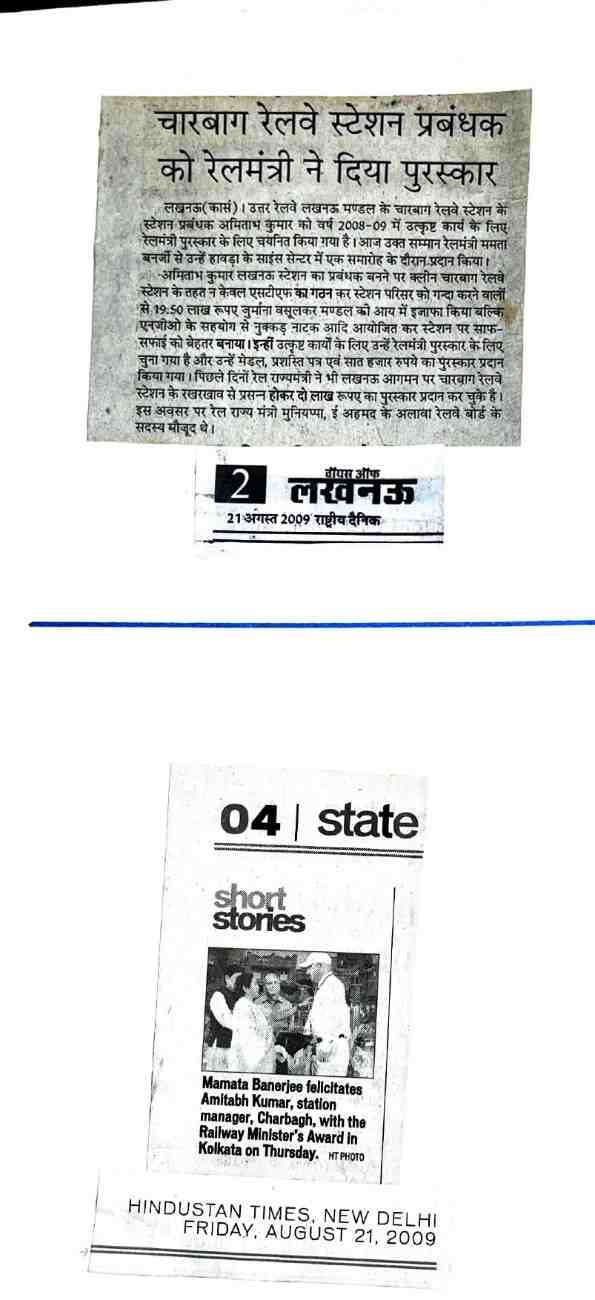 चारबाग रेलवे स्टेशन प्रबंधक
को रेलमंत्री ने दिया पुरस्कार
लखनऊ(कासं)। उत्तर रेलवे लखनऊ मण्डल के चारबाग रेलवे स्टेशन के
स्टेशन प्रबंधक अमिताभ कुमार को वर्ष 2008-09 में उत्कृष्ट कार्य के लिए
रेलमंत्री पुरस्कार के लिए चयनित किया गया है। आज उक्त सम्मान रेलमंत्री ममता
बनर्जी से उन्हें हावड़ा के साइंस सेन्टर में एक समारोह के दौरान प्रदान किया।
अमिताभ कुमार लखनऊ स्टेशन का प्रबंधक बनने पर क्लीन चारबाग रेलवे
स्टेशन के तहत न केवल एसटीएफ का गठन कर स्टेशन परिसर को गन्दा करने वालों
से 19.50 लाख रूपए जुर्माना वसूलकर मण्डल की आय में इजाफा किया बल्कि
एनजीओ के सहयोग से नुक्कड़ नाटक आदि आयोजित कर स्टेशन पर साफ-
सफाई को बेहतर बनाया। इन्हीं उत्कृष्ट कार्यों के लिए उन्हें रेलमंत्री पुरस्कार के लिए
चुना गया है और उन्हें मेडल, प्रशस्ति पत्र एवं सात हजार रुपये का पुरस्कार प्रदान
किया गया। पिछले दिनों रेल राज्यमंत्री ने भी लखनऊ आगमन पर चारबाग रेलवे
स्टेशन के रखरखाव से प्रसन्न होकर दो लाख रूपए का पुरस्कार प्रदान कर चुके है।
इस अवसर पर रेल राज्य मंत्री मुनियप्पा, ई अहमद के अलावा रेलवे बोर्ड के
सदस्य मौजूद थे।
2 वॉयस ऑफ
लखनऊ
21 अगस्त 2009 राष्ट्रीय दैनिक
04 | state
short
stories
Mamata Banerjee felicitates
Amitabh Kumar, station
manager, Charbagh, with the
Railway Minister's Award in
Kolkata on Thursday. HT PHOTO
HINDUSTAN TIMES, NEW DELHI
FRIDAY, AUGUST 21, 2009